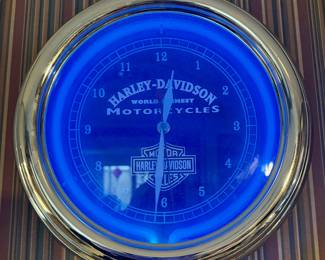 12
11 1
HARLEY-DAVIDSON
10 2
WORLD'S FINEST
MOTORCYCLES
9 3
MOTOR
HARLEY-DAVIDSON
8 4
7 5
6